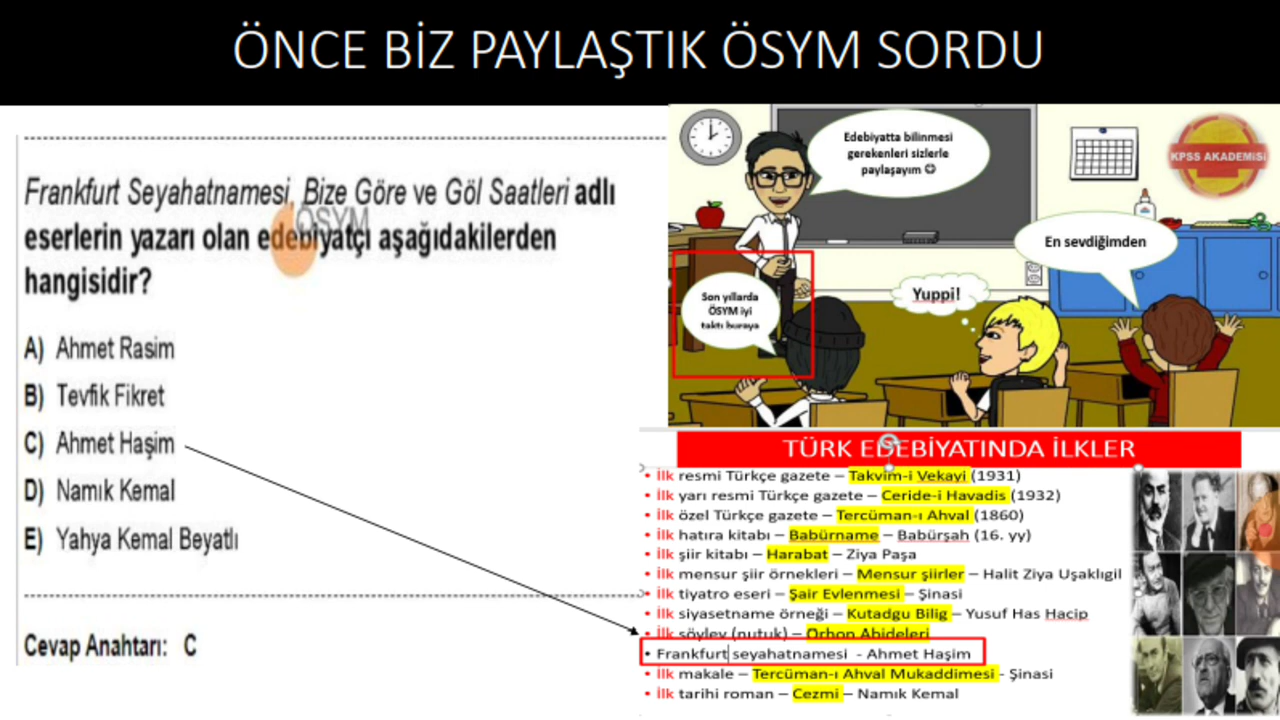 ÖNCE BİZ PAYLAŞTIK ÖSYM SORDU
Frankfurt Seyahatnamesi, Bize Göre ve Göl Saatleri adlı
eserlerin yazarı olan edebiyatçı aşağıdakilerden
hangisidir?
ÖSYM
A) Ahmet Rasim
B) Tevfik Fikret
C) Ahmet Haşim
D) Namık Kemal
E) Yahya Kemal Beyatlı
Cevap Anahtarı: C
Edebiyatta bilinmesi
gerekenleri sizlerle
paylaşayım 😊
KPSS AKADEMİSİ
En sevdiğimden
Yuppi!
Son yıllarda
ÖSYM iyi
taktı buraya
TÜRK EDEBİYATINDA İLKLER
• İlk resmi Türkçe gazete – Takvim-i Vekayi (1931)
• İlk yarı resmi Türkçe gazete – Ceride-i Havadis (1932)
• İlk özel Türkçe gazete – Tercüman-ı Ahval (1860)
• İlk hatıra kitabı – Babürname – Babürşah (16. yy)
• İlk şiir kitabı – Harabat – Ziya Paşa
• İlk mensur şiir örnekleri – Mensur şiirler – Halit Ziya Uşaklıgil
• İlk tiyatro eseri – Şair Evlenmesi – Şinasi
• İlk siyasetname örneği – Kutadgu Bilig – Yusuf Has Hacip
• İlk söylev (nutuk) – Orhon Abideleri
• Frankfurt seyahatnamesi - Ahmet Haşim
• İlk makale – Tercüman-ı Ahval Mukaddimesi - Şinasi
• İlk tarihi roman – Cezmi – Namık Kemal